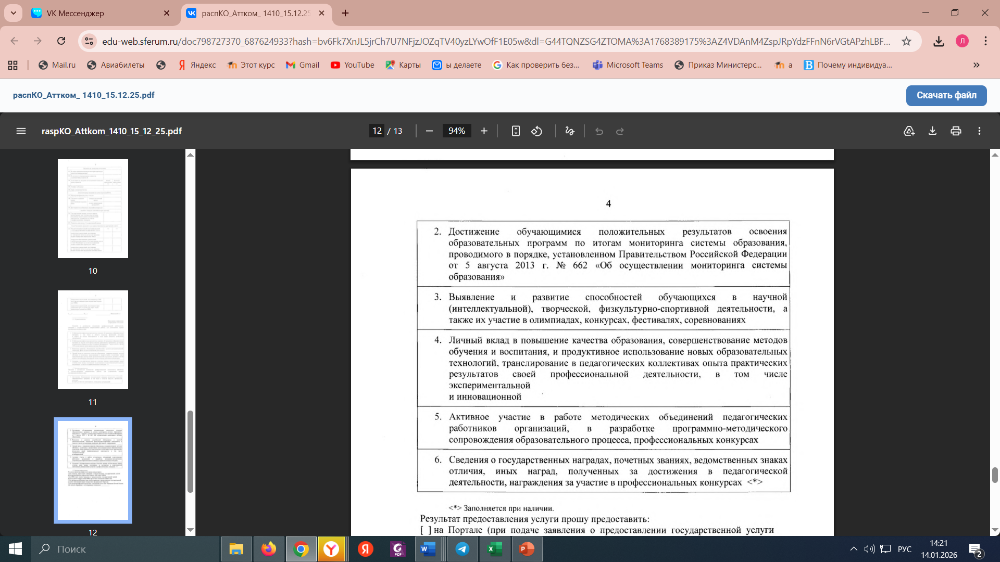 VK Мессенджер
распКО_Аттком_ 1410_15.12.25
edu-web.sferum.ru/doc798727370_687624933?hash=bv6Fk7XnJL5jrCh7U7NFjzJOZqTV40yzLYwOfF1E05w&dl=G44TQNZSG4ZTOMA%3A1768389175%3AZ4VDAnM4ZspJRpYdzFFnN6rVGtAPzhLBF...
Л
Mail.ru Авиабилеты Яндекс Этот курс Gmail YouTube Карты ы делаете Как проверить без... Microsoft Teams Приказ Министерс... а Почему индивидуа...
распКО_Аттком_ 1410_15.12.25.pdf
Скачать файл
raspKO_Attkom_1410_15_12_25.pdf
12 / 13
94%
10
11
12
4
2. Достижение обучающимися положительных результатов освоения
образовательных программ по итогам мониторинга системы образования,
проводимого в порядке, установленном Правительством Российской Федерации
от 5 августа 2013 г. № 662 «Об осуществлении мониторинга системы
образования»
3. Выявление и развитие способностей обучающихся в научной
(интеллектуальной), творческой, физкультурно-спортивной деятельности, а
также их участие в олимпиадах, конкурсах, фестивалях, соревнованиях
4. Личный вклад в повышение качества образования, совершенствование методов
обучения и воспитания, и продуктивное использование новых образовательных
технологий, транслирование в педагогических коллективах опыта практических
результатов своей профессиональной деятельности, в том числе
экспериментальной
и инновационной
5. Активное участие в работе методических объединений педагогических
работников организаций, в разработке программно-методического
сопровождения образовательного процесса, профессиональных конкурсах
6. Сведения о государственных наградах, почетных званиях, ведомственных знаках
отличия, иных наград, полученных за достижения в педагогической
деятельности, награждения за участие в профессиональных конкурсах <*>
<*> Заполняется при наличии.
Результат предоставления услуги прошу предоставить:
[ ] на Портале (при подаче заявления о предоставлении государственной услуги
Поиск
РУС
14:21
14.01.2026
2